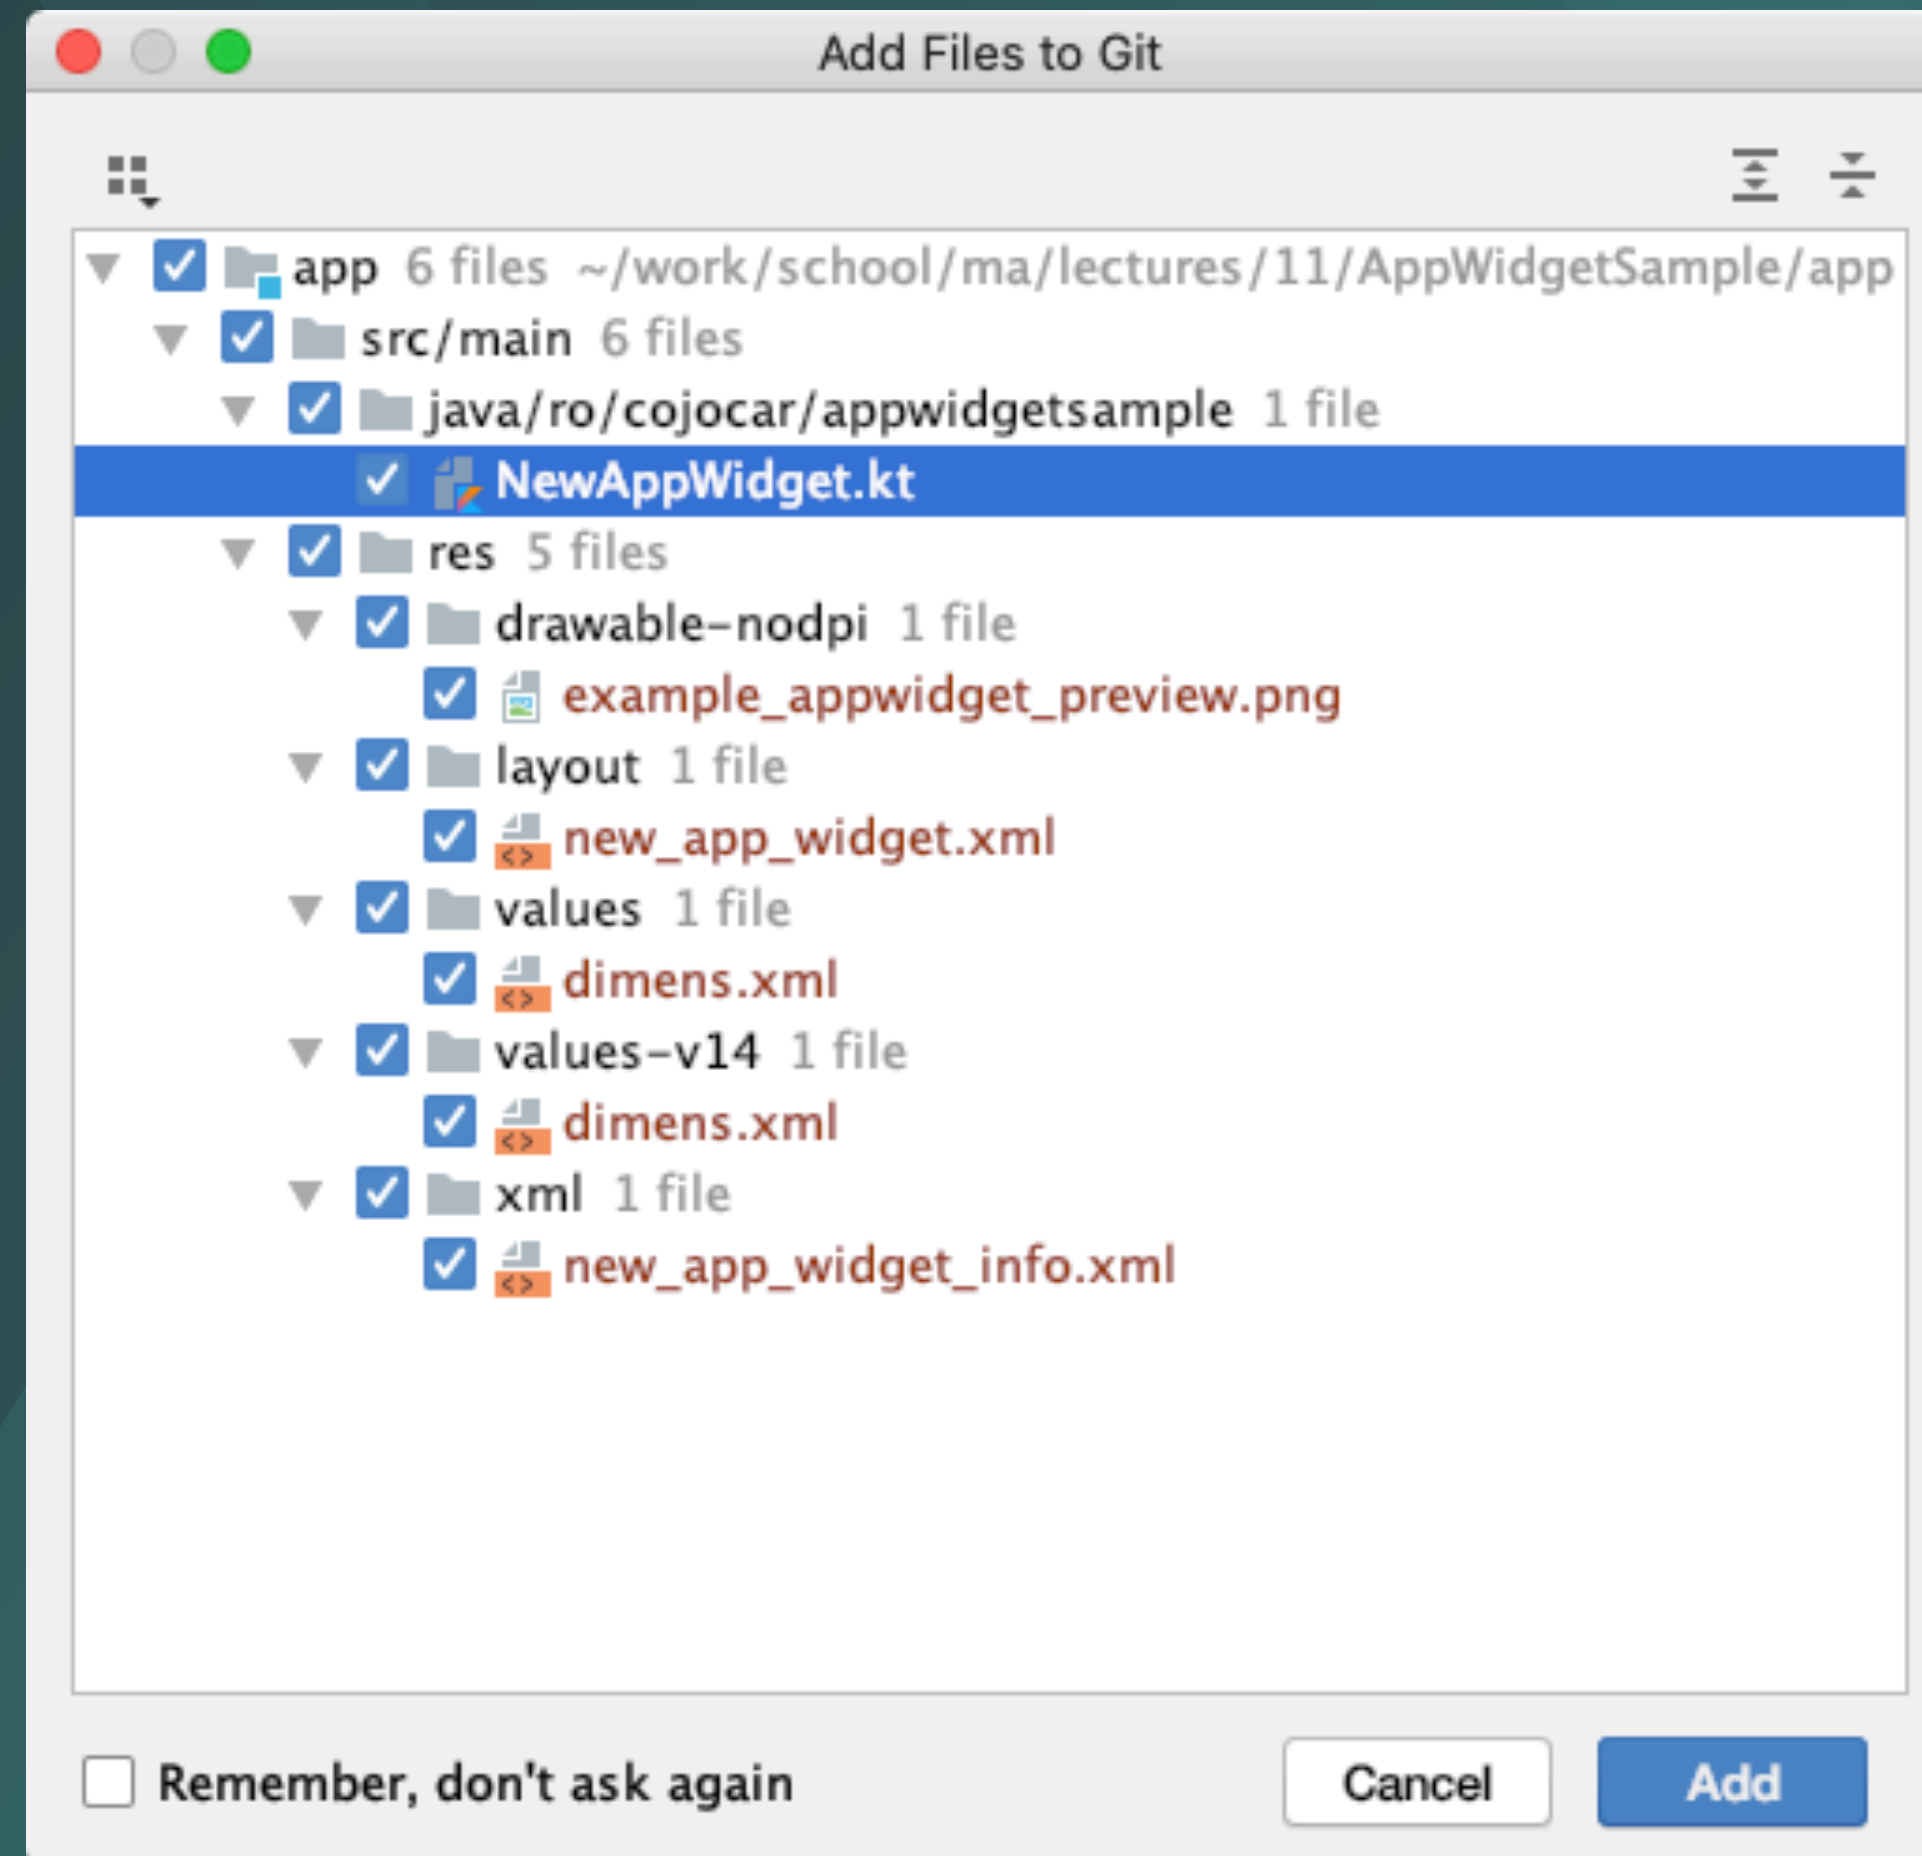 Add Files to Git
app 6 files ~/work/school/ma/lectures/11/AppWidgetSample/app
src/main 6 files
java/ro/cojocar/appwidgetsample 1 file
NewAppWidget.kt
res 5 files
drawable-nodpi 1 file
example_appwidget_preview.png
layout 1 file
new_app_widget.xml
values 1 file
dimens.xml
values-v14 1 file
dimens.xml
xml 1 file
new_app_widget_info.xml
Remember, don't ask again
Cancel
Add